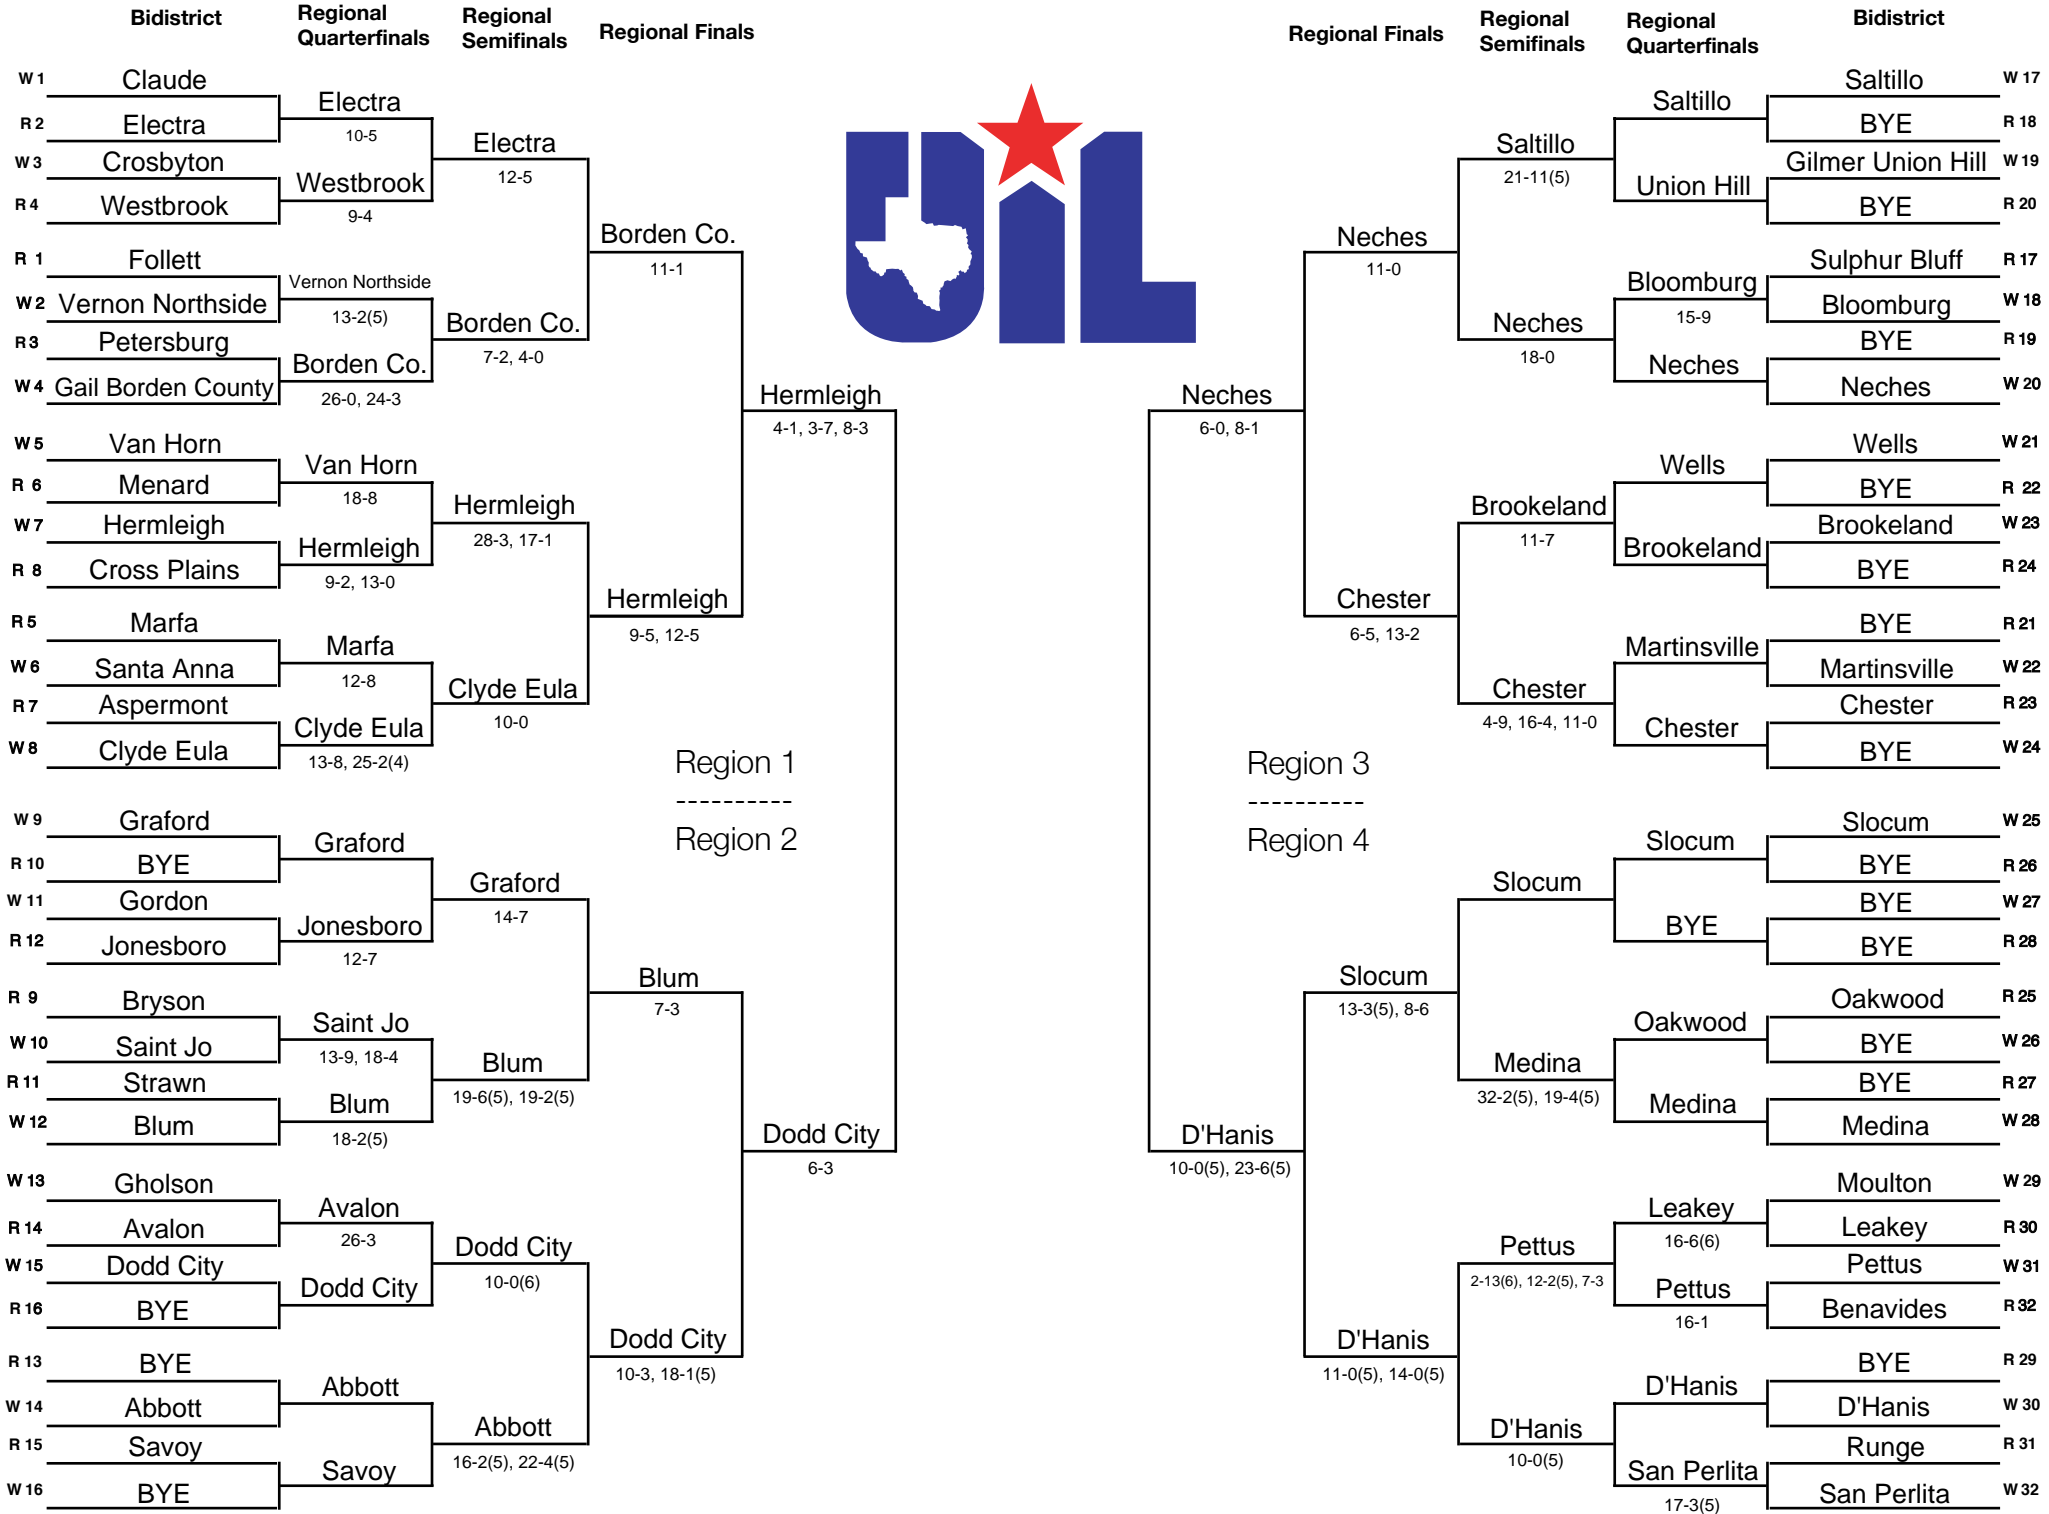 Bidistrict
Regional
Quarterfinals
Regional
Semifinals
Regional Finals
W 1 Claude
R 2 Electra
W 3 Crosbyton
R 4 Westbrook
R 1 Follett
W 2 Vernon Northside
R 3 Petersburg
W 4 Gail Borden County
W 5 Van Horn
R 6 Menard
W 7 Hermleigh
R 8 Cross Plains
R 5 Marfa
W 6 Santa Anna
R 7 Aspermont
W 8 Clyde Eula
W 9 Graford
R 10 BYE
W 11 Gordon
R 12 Jonesboro
R 9 Bryson
W 10 Saint Jo
R 11 Strawn
W 12 Blum
W 13 Gholson
R 14 Avalon
W 15 Dodd City
R 16 BYE
R 13 BYE
W 14 Abbott
R 15 Savoy
W 16 BYE
Electra
10-5
Westbrook
9-4
Vernon Northside
13-2(5)
Borden Co.
26-0, 24-3
Van Horn
18-8
Hermleigh
9-2, 13-0
Marfa
12-8
Clyde Eula
13-8, 25-2(4)
Graford
Jonesboro
12-7
Saint Jo
13-9, 18-4
Blum
18-2(5)
Avalon
26-3
Dodd City
Abbott
Savoy
Electra
12-5
Borden Co.
7-2, 4-0
Hermleigh
28-3, 17-1
Clyde Eula
10-0
Graford
14-7
Blum
19-6(5), 19-2(5)
Dodd City
10-0(6)
Abbott
16-2(5), 22-4(5)
Borden Co.
11-1
Hermleigh
9-5, 12-5
Blum
7-3
Dodd City
10-3, 18-1(5)
Hermleigh
4-1, 3-7, 8-3
Dodd City
6-3
Region 1
----------
Region 2
UIL
Regional Finals
Regional
Semifinals
Regional
Quarterfinals
Bidistrict
Region 3
----------
Region 4
Neches
6-0, 8-1
D'Hanis
10-0(5), 23-6(5)
Neches
11-0
Chester
6-5, 13-2
Slocum
13-3(5), 8-6
D'Hanis
11-0(5), 14-0(5)
Saltillo
21-11(5)
Neches
18-0
Brookeland
11-7
Chester
4-9, 16-4, 11-0
Slocum
Medina
32-2(5), 19-4(5)
Pettus
2-13(6), 12-2(5), 7-3
D'Hanis
10-0(5)
Saltillo
Union Hill
Bloomburg
15-9
Neches
Wells
Brookeland
Martinsville
Chester
Slocum
BYE
Oakwood
Medina
Leakey
16-6(6)
Pettus
16-1
D'Hanis
San Perlita
17-3(5)
Saltillo W 17
BYE R 18
Gilmer Union Hill W 19
BYE R 20
Sulphur Bluff R 17
Bloomburg W 18
BYE R 19
Neches W 20
Wells W 21
BYE R 22
Brookeland W 23
BYE R 24
BYE R 21
Martinsville W 22
Chester R 23
BYE W 24
Slocum W 25
BYE R 26
BYE W 27
BYE R 28
Oakwood R 25
BYE W 26
BYE R 27
Medina W 28
Moulton W 29
Leakey R 30
Pettus W 31
Benavides R 32
BYE R 29
D'Hanis W 30
Runge R 31
San Perlita W 32